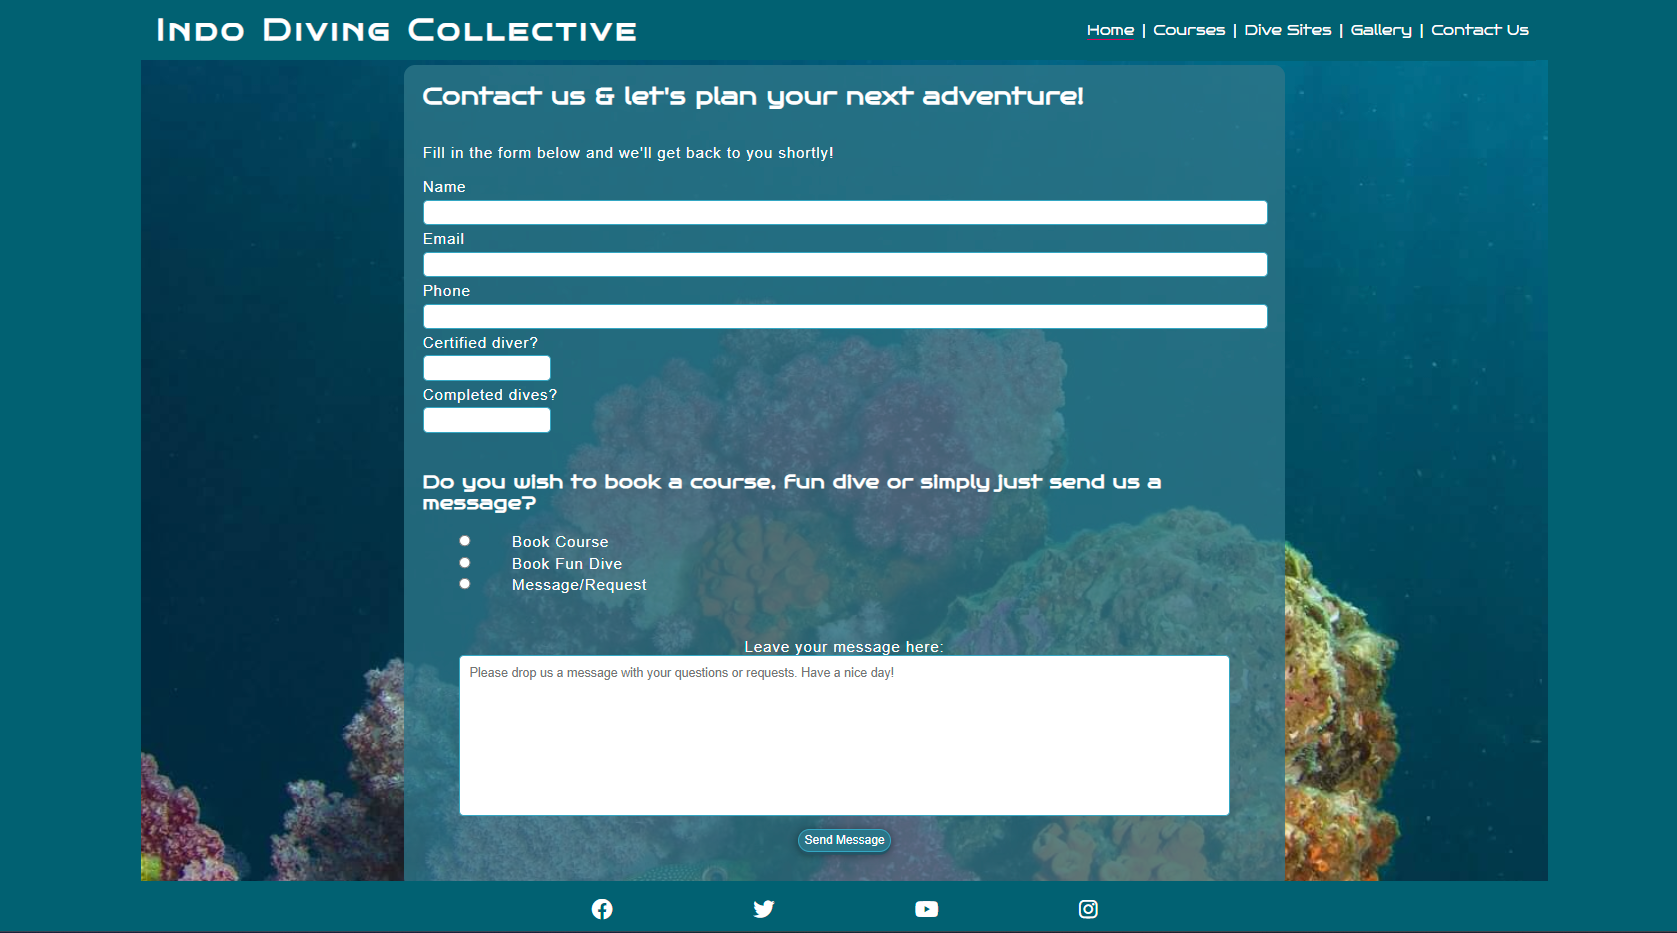 Indo Diving Collective
Home | Courses | Dive Sites | Gallery | Contact Us
Contact us & let's plan your next adventure!
Fill in the form below and we'll get back to you shortly!
Name
Email
Phone
Certified diver?
Completed dives?
Do you wish to book a course, fun dive or simply just send us a
message?
Book Course
Book Fun Dive
Message/Request
Leave your message here:
Please drop us a message with your questions or requests. Have a nice day!
Send Message